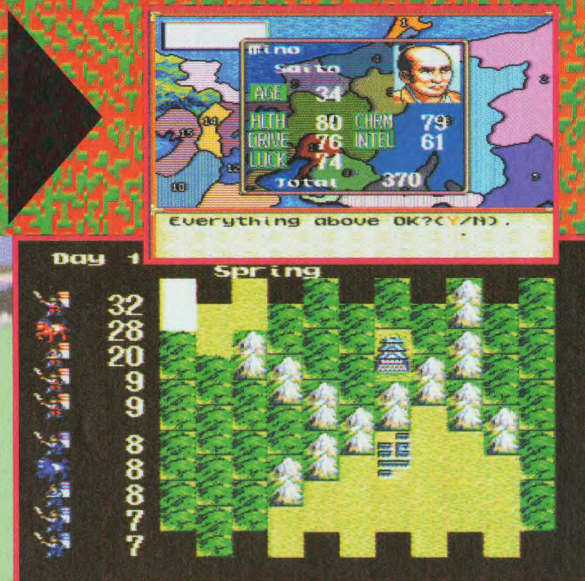 Mino
Saito
AGE 34
HLTH 80 CHRM 79
DRIVE 76 INTEL 61
LUCK 74
Total 370
Everything above OK?(Y/N).
Day 1
Spring
32
28
20
9
9
8
8
8
7
7